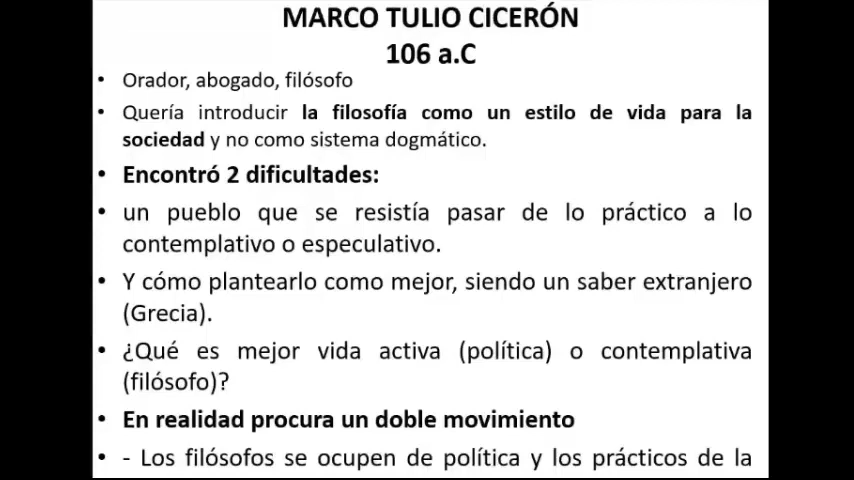 MARCO TULIO CICERÓN
106 a.C
• Orador, abogado, filósofo
• Quería introducir la filosofía como un estilo de vida para la
sociedad y no como sistema dogmático.
• Encontró 2 dificultades:
• un pueblo que se resistía pasar de lo práctico a lo
contemplativo o especulativo.
• Y cómo plantearlo como mejor, siendo un saber extranjero
(Grecia).
• ¿Qué es mejor vida activa (política) o contemplativa
(filósofo)?
• En realidad procura un doble movimiento
• - Los filósofos se ocupen de política y los prácticos de la